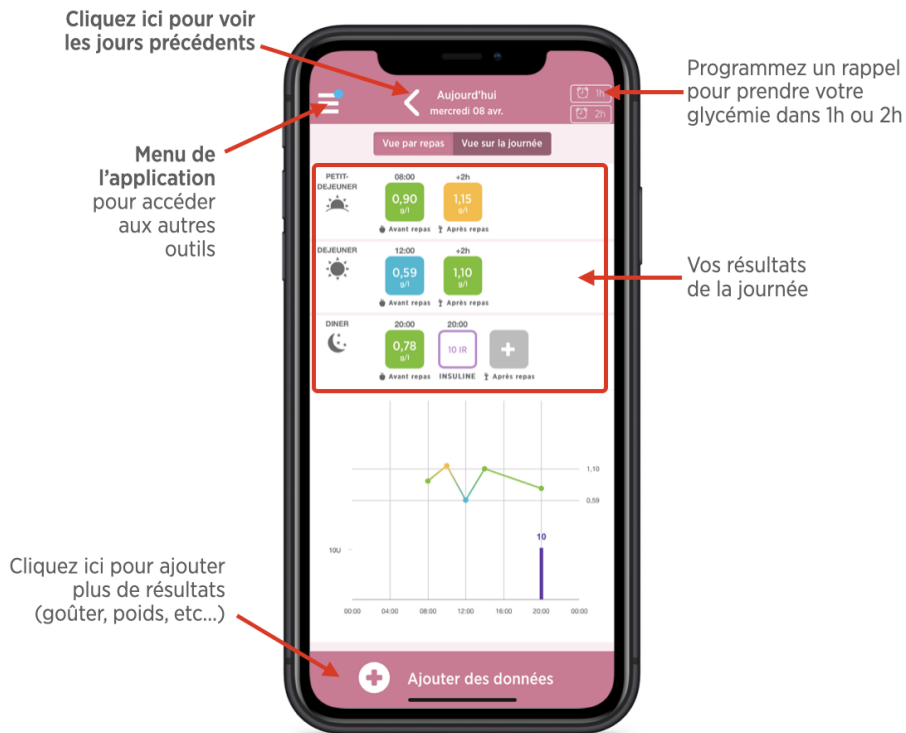 Cliquez ici pour voir
les jours précédents
Programmez un rappel
pour prendre votre
glycémie dans 1h ou 2h
Menu de
l'application
pour accéder
aux autres
outils
Vos résultats
de la journée
Cliquez ici pour ajouter
plus de résultats
(goûter, poids, etc...)
Aujourd'hui
mercredi 08 avr.
1h
2h
Vue par repas
Vue sur la journée
PETIT-
DEJEUNER
08:00
+2h
0,90
g/l
1,15
g/l
Avant repas
Après repas
DEJEUNER
12:00
+2h
0,59
g/l
1,10
g/l
Avant repas
Après repas
DINER
20:00
20:00
0,78
g/l
10 IR
Avant repas
INSULINE
Après repas
1,10
0,59
10U
10
00:00
04:00
08:00
12:00
16:00
20:00
00:00
Ajouter des données